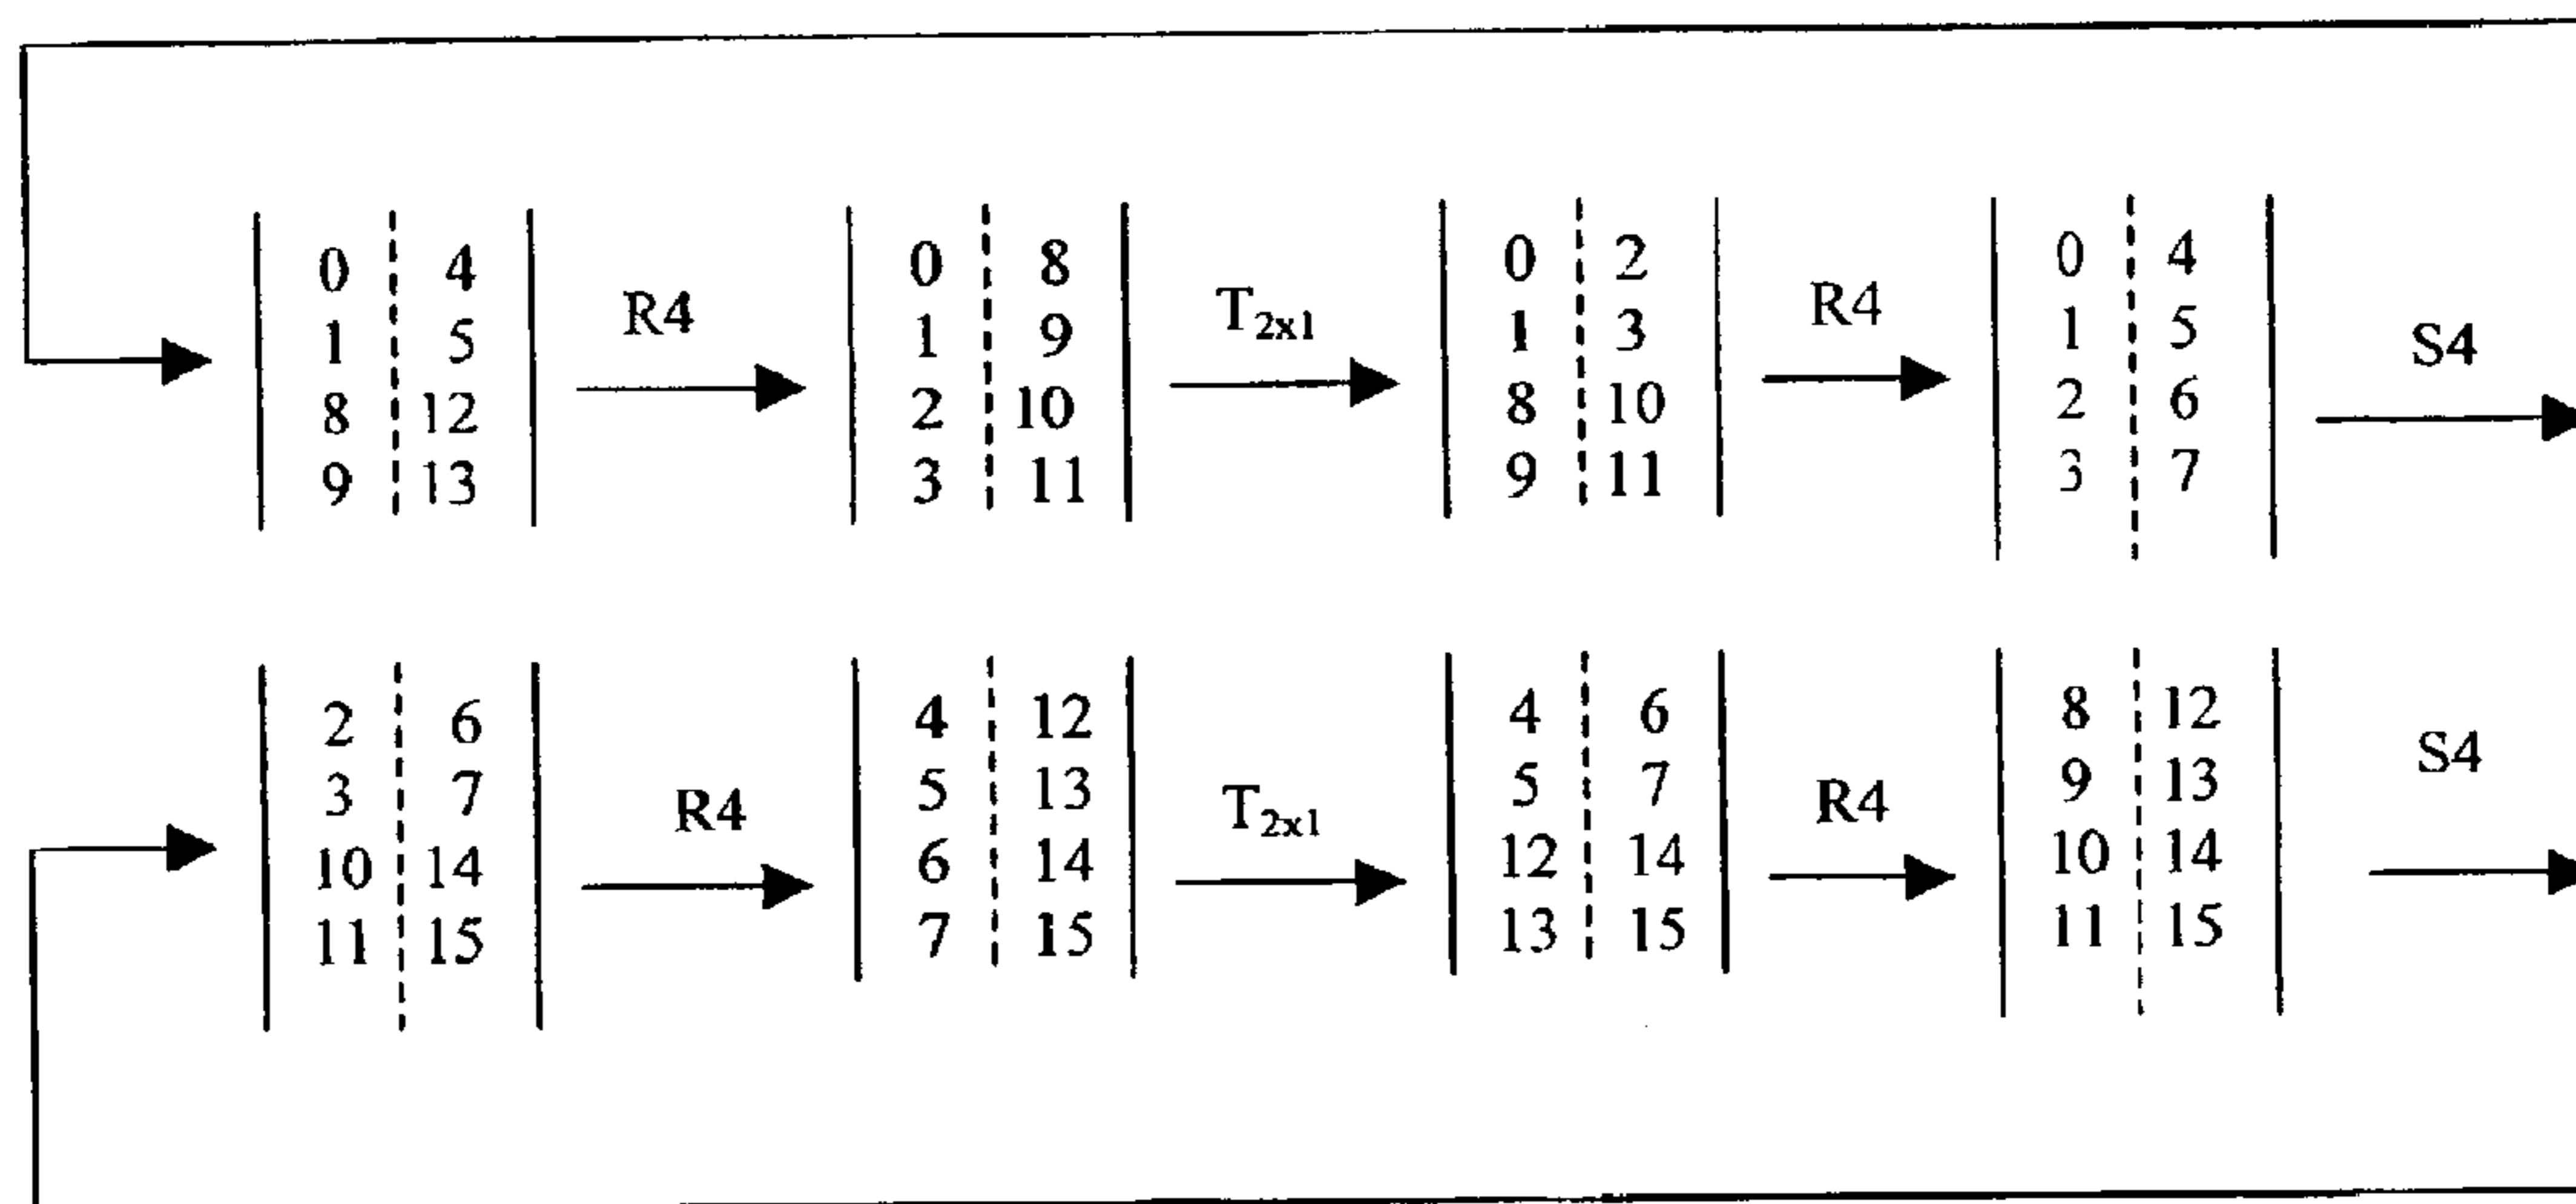 0 4 0 8 0 2 0 4
R4 T2x1 R4 S4
1 5 1 9 1 3 1 5
8 12 2 10 8 10 2 6
9 13 3 11 9 11 3 7
2 6 4 12 4 6 8 12
S4
3 7 5 13 5 7 9 13
R4 T2x1 R4
10 14 6 14 12 14 10 14
11 15 7 15 13 15 11 15